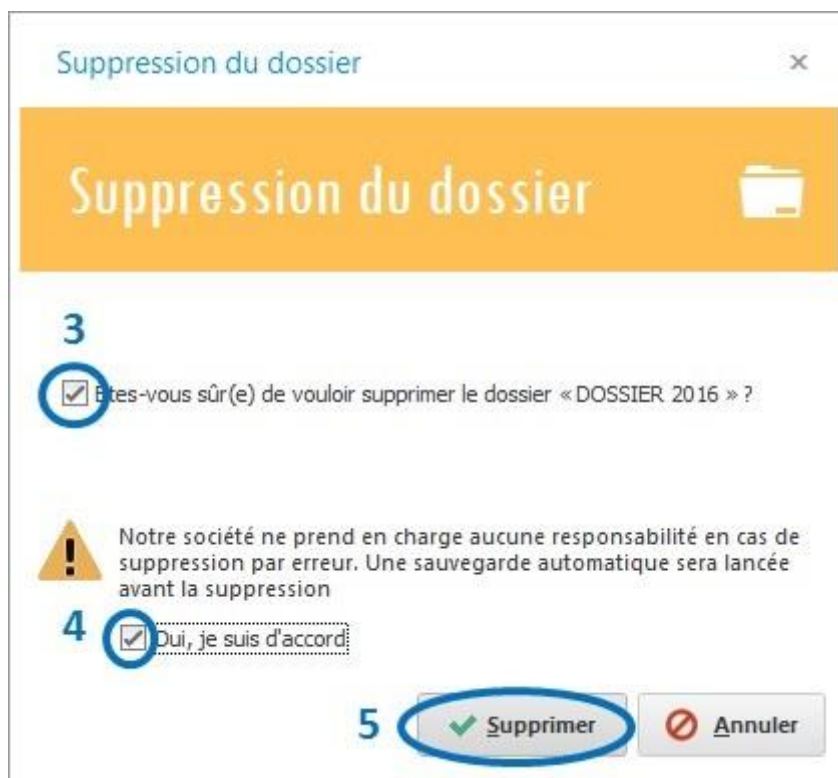 Suppression du dossier
Suppression du dossier
3
Etes-vous sûr(e) de vouloir supprimer le dossier « DOSSIER 2016 » ?
Notre société ne prend en charge aucune responsabilité en cas de
suppression par erreur. Une sauvegarde automatique sera lancée
avant la suppression
4
Oui, je suis d'accord
5
Supprimer
Annuler